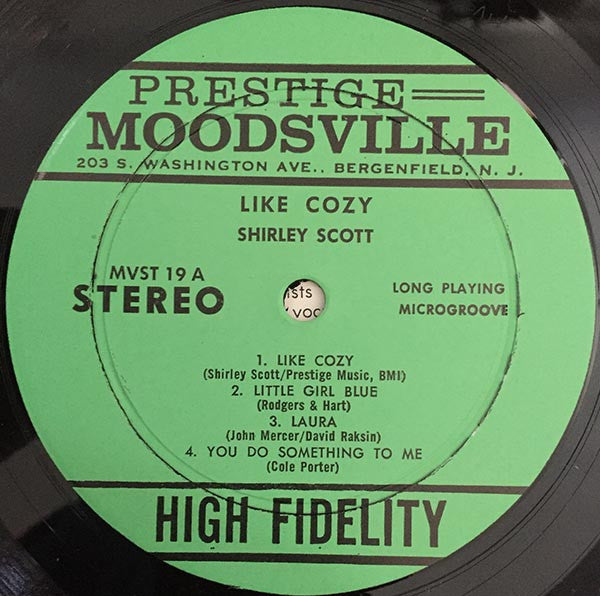 PRESTIGE
MOODSVILLE
203 S. WASHINGTON AVE., BERGENFIELD, N. J.
LIKE COZY
SHIRLEY SCOTT
MVST 19 A
STEREO
LONG PLAYING
MICROGROOVE
1. LIKE COZY
(Shirley Scott/Prestige Music, BMI)
2. LITTLE GIRL BLUE
(Rodgers & Hart)
3. LAURA
(John Mercer/David Raksin)
4. YOU DO SOMETHING TO ME
(Cole Porter)
HIGH FIDELITY